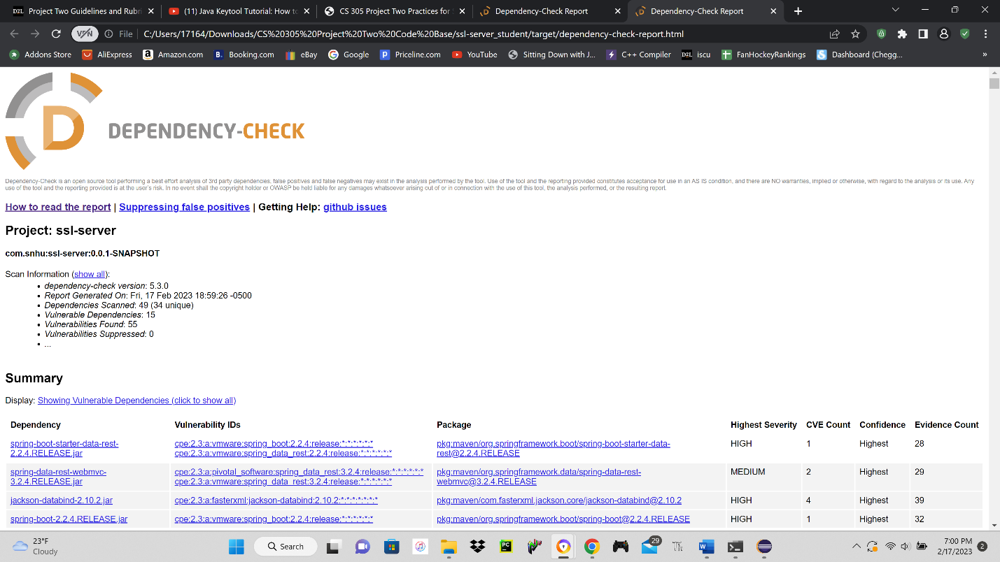 D2L Project Two Guidelines and Rubri
(11) Java Keytool Tutorial: How to
CS 305 Project Two Practices for
Dependency-Check Report
Dependency-Check Report
VPN File C:/Users/17164/Downloads/CS%20305%20Project%20Two%20Code%20Base/ssl-server_student/target/dependency-check-report.html
Addons Store AliExpress Amazon.com Booking.com eBay Google Priceline.com YouTube Sitting Down with J... C++ Compiler D2L iscu FanHockeyRankings Dashboard (Chegg... »
DEPENDENCY-CHECK
Dependency-Check is an open source tool performing a best effort analysis of 3rd party dependencies; false positives and false negatives may exist in the analysis performed by the tool. Use of the tool and the reporting provided constitutes acceptance for use in an AS IS condition, and there are NO warranties, implied or otherwise, with regard to the analysis or its use. Any
use of the tool and the reporting provided is at the user's risk. In no event shall the copyright holder or OWASP be held liable for any damages whatsoever arising out of or in connection with the use of this tool, the analysis performed, or the resulting report.
How to read the report | Suppressing false positives | Getting Help: github issues
Project: ssl-server
com.snhu:ssl-server:0.0.1-SNAPSHOT
Scan Information (show all):
• dependency-check version: 5.3.0
• Report Generated On: Fri, 17 Feb 2023 18:59:26 -0500
• Dependencies Scanned: 49 (34 unique)
• Vulnerable Dependencies: 15
• Vulnerabilities Found: 55
• Vulnerabilities Suppressed: 0
• ...
Summary
Display: Showing Vulnerable Dependencies (click to show all)
Dependency Vulnerability IDs Package Highest Severity CVE Count Confidence Evidence Count
spring-boot-starter-data-rest- cpe:2.3:a:vmware:spring_boot:2.2.4:release:*:*:*:*:*:* pkg:maven/org.springframework.boot/spring-boot-starter-data- HIGH 1 Highest 28
2.2.4.RELEASE.jar cpe:2.3:a:vmware:spring_data_rest:2.2.4:release:*:*:*:*:*:* rest@2.2.4.RELEASE
spring-data-rest-webmvc- cpe:2.3:a:pivotal_software:spring_data_rest:3.2.4:release:*:*:*:*:*:* pkg:maven/org.springframework.data/spring-data-rest- MEDIUM 2 Highest 29
3.2.4.RELEASE.jar cpe:2.3:a:vmware:spring_data_rest:3.2.4:release:*:*:*:*:*:* webmvc@3.2.4.RELEASE
jackson-databind-2.10.2.jar cpe:2.3:a:fasterxml:jackson-databind:2.10.2:*:*:*:*:*:*:* pkg:maven/com.fasterxml.jackson.core/jackson-databind@2.10.2 HIGH 4 Highest 39
spring-boot-2.2.4.RELEASE.jar cpe:2.3:a:vmware:spring_boot:2.2.4:release:*:*:*:*:*:* pkg:maven/org.springframework.boot/spring-boot@2.2.4.RELEASE HIGH 1 Highest 32
23°F
Cloudy
Search
29
7:00 PM
2/17/2023
2